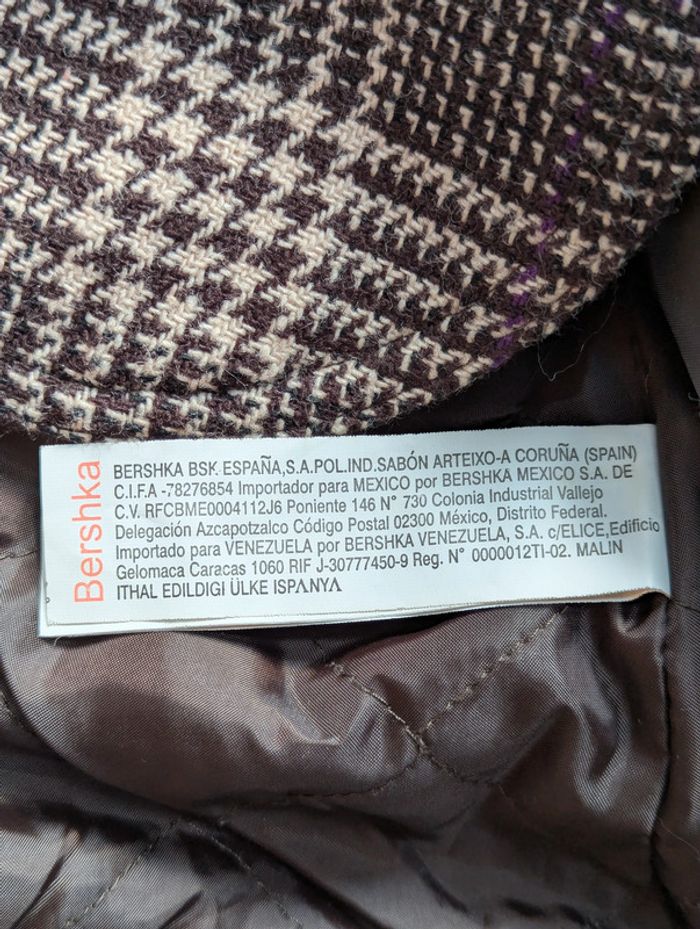 Bershka
BERSHKA BSK ESPAÑA,S.A.POL.IND.SABÓN ARTEIXO-A CORUÑA (SPAIN)
C.I.F.A -78276854 Importador para MEXICO por BERSHKA MEXICO S.A. DE
C.V. RFCBME0004112J6 Poniente 146 N° 730 Colonia Industrial Vallejo
Delegación Azcapotzalco Código Postal 02300 México, Distrito Federal.
Importado para VENEZUELA por BERSHKA VENEZUELA, S.A. c/ELICE,Edificio
Gelomaca Caracas 1060 RIF J-30777450-9 Reg. N° 0000012TI-02. MALIN
ITHAL EDILDIGI ÜLKE ISPANYA